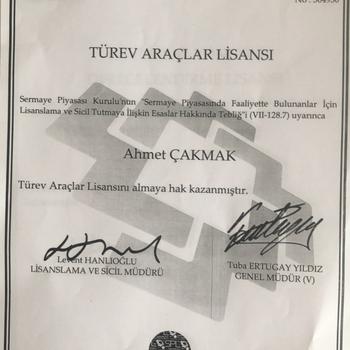 TÜREV ARAÇLAR LİSANSI
Sermaye Piyasası Kurulu'nun "Sermaye Piyasasında Faaliyette Bulunanlar İçin
Lisanslama ve Sicil Tutmaya İlişkin Esaslar Hakkında Tebliğ"i (VII-128.7) uyarınca
Ahmet ÇAKMAK
Türev Araçlar Lisansını almaya hak kazanmıştır.
Levent HANLIOĞLU
LİSANSLAMA VE SİCİL MÜDÜRÜ
Tuba ERTUGAY YILDIZ
GENEL MÜDÜR (V)
SPL